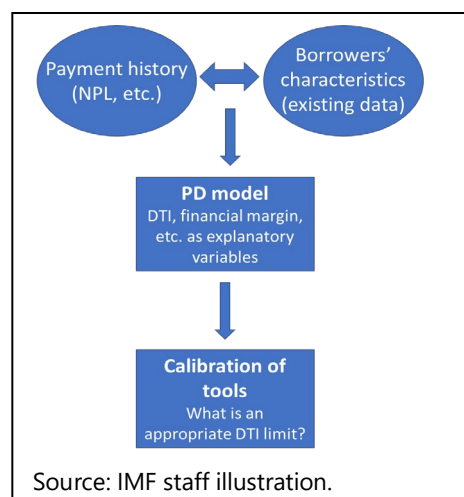 Payment history
(NPL, etc.)
Borrowers’
characteristics
(existing data)
PD model
DTI, financial margin,
etc. as explanatory
variables
Calibration of
tools
What is an
appropriate DTI limit?
Source: IMF staff illustration.